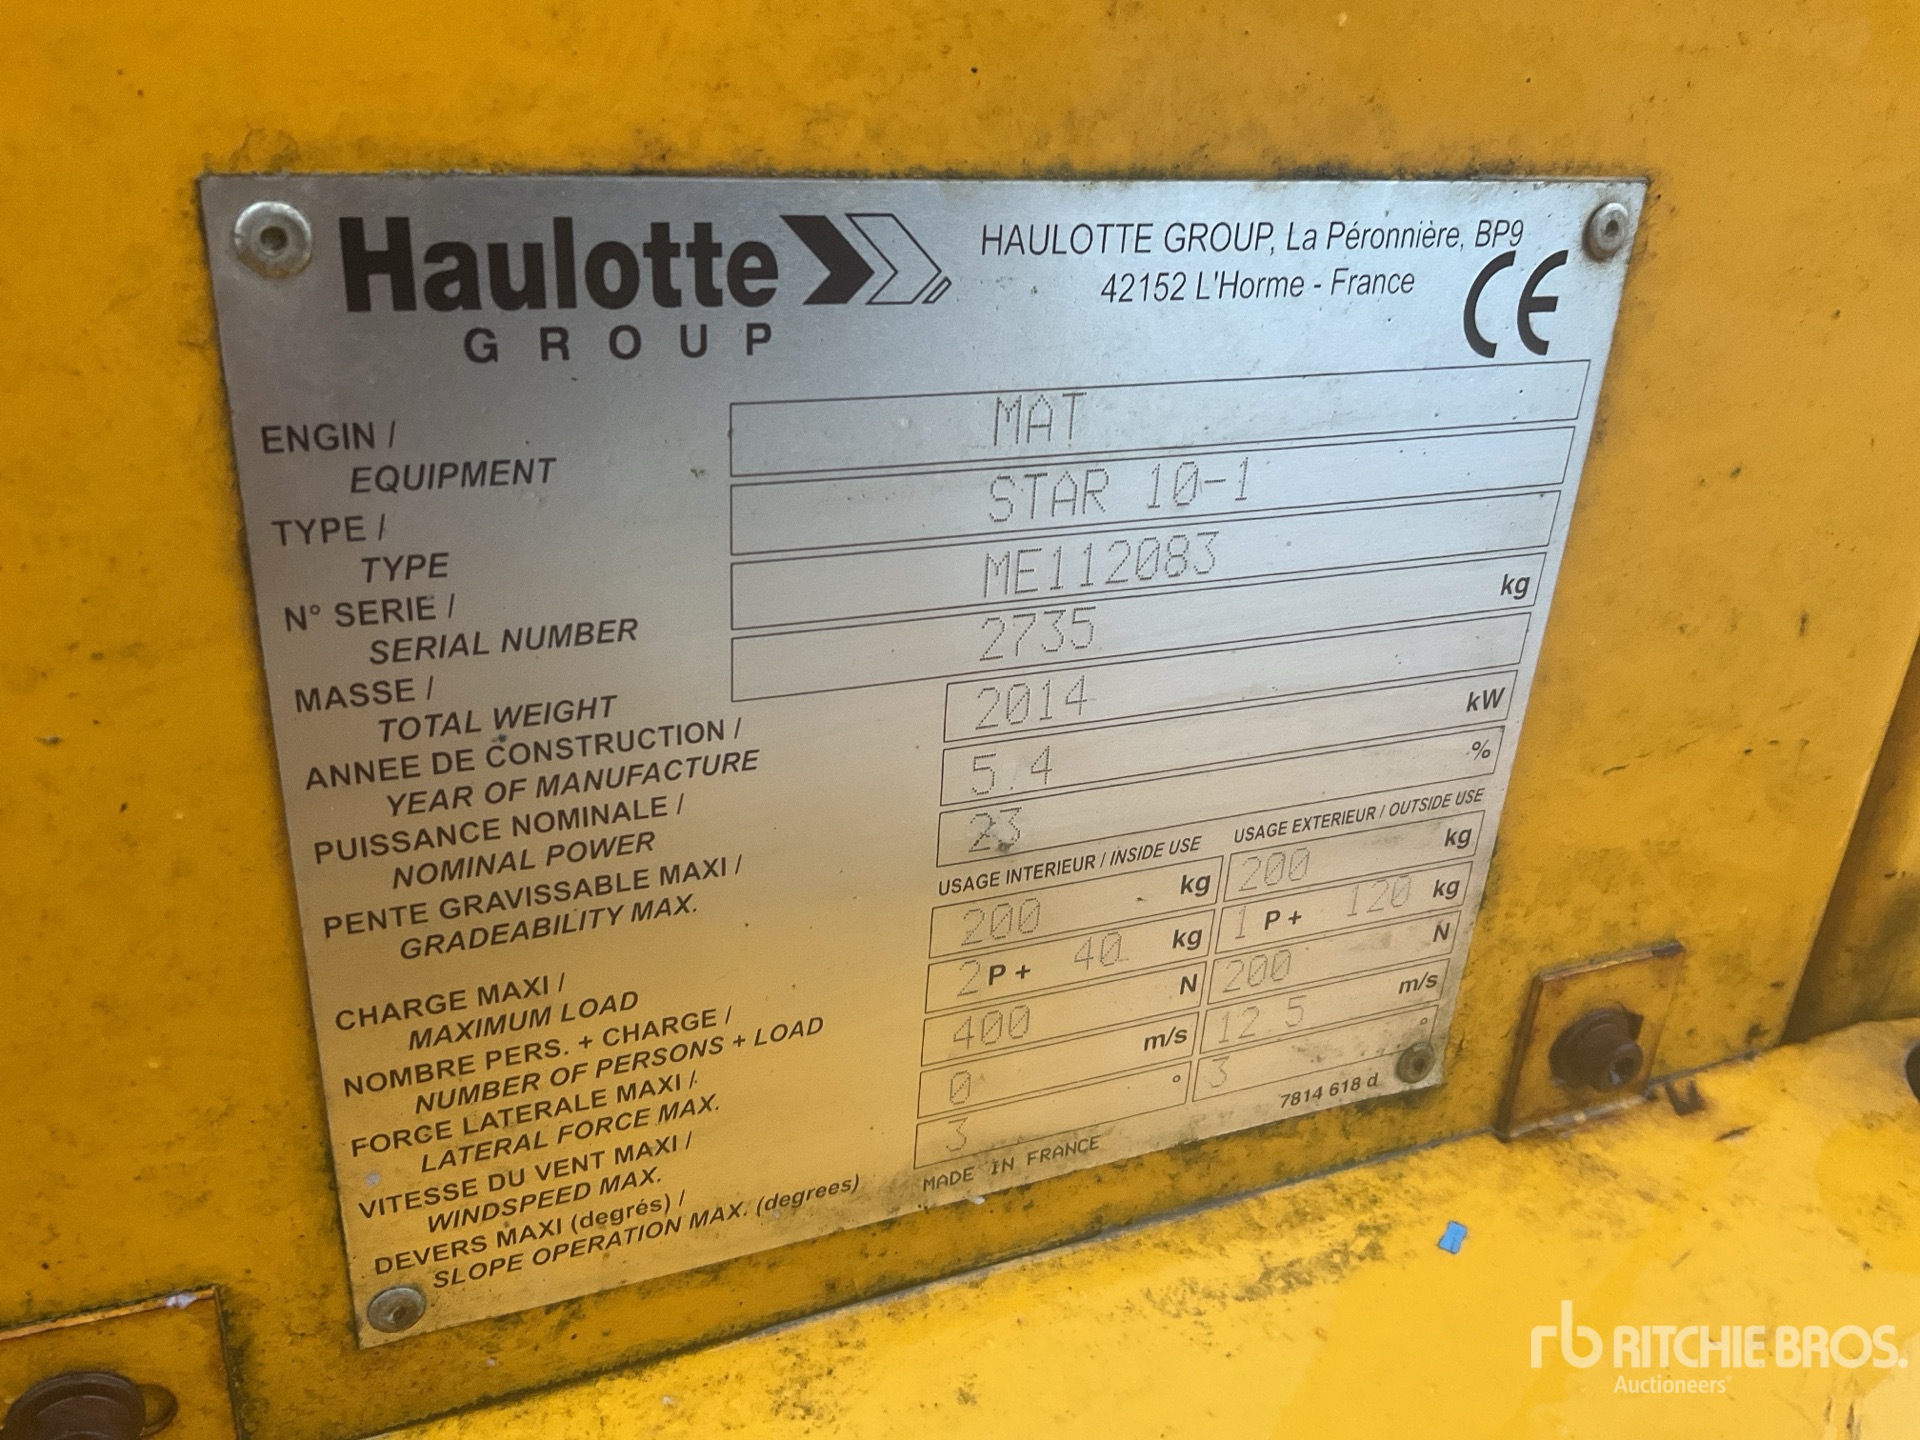 Haulotte
GROUP
HAULOTTE GROUP, La Péronnière, BP9
42152 L'Horme - France
CE
ENGIN /
EQUIPMENT
MAT
TYPE /
TYPE
STAR 10-1
N° SERIE /
SERIAL NUMBER
ME112083
MASSE /
TOTAL WEIGHT
2735 kg
ANNEE DE CONSTRUCTION /
YEAR OF MANUFACTURE
2014
PUISSANCE NOMINALE /
NOMINAL POWER
5.4 kW
PENTE GRAVISSABLE MAXI /
GRADEABILITY MAX.
23 %
USAGE INTERIEUR / INSIDE USE USAGE EXTERIEUR / OUTSIDE USE
CHARGE MAXI /
MAXIMUM LOAD
200 kg 200 kg
NOMBRE PERS. + CHARGE /
NUMBER OF PERSONS + LOAD
2 P + 40 kg 1 P + 120 kg
FORCE LATERALE MAXI /
LATERAL FORCE MAX.
400 N 200 N
VITESSE DU VENT MAXI /
WINDSPEED MAX.
0 m/s 12 5 m/s
DEVERS MAXI (degrés) /
SLOPE OPERATION MAX. (degrees)
3 ° 3 °
MADE IN FRANCE
7814 618 d
rb RITCHIE BROS.
Auctioneers